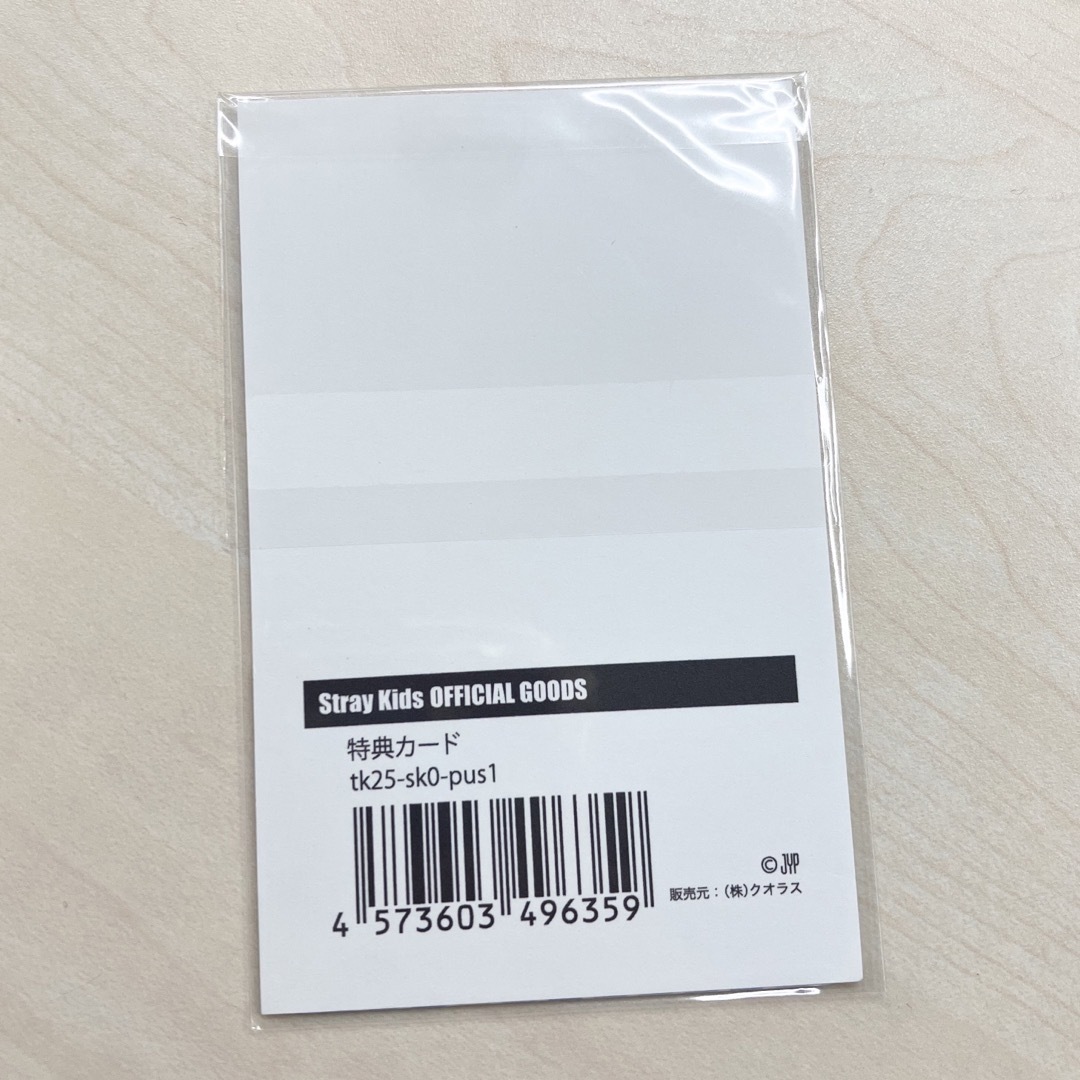 Stray Kids OFFICIAL GOODS
特典カード
tk25-sk0-pus1
4 573603 496359
© JYP
販売元：(株)クオラス